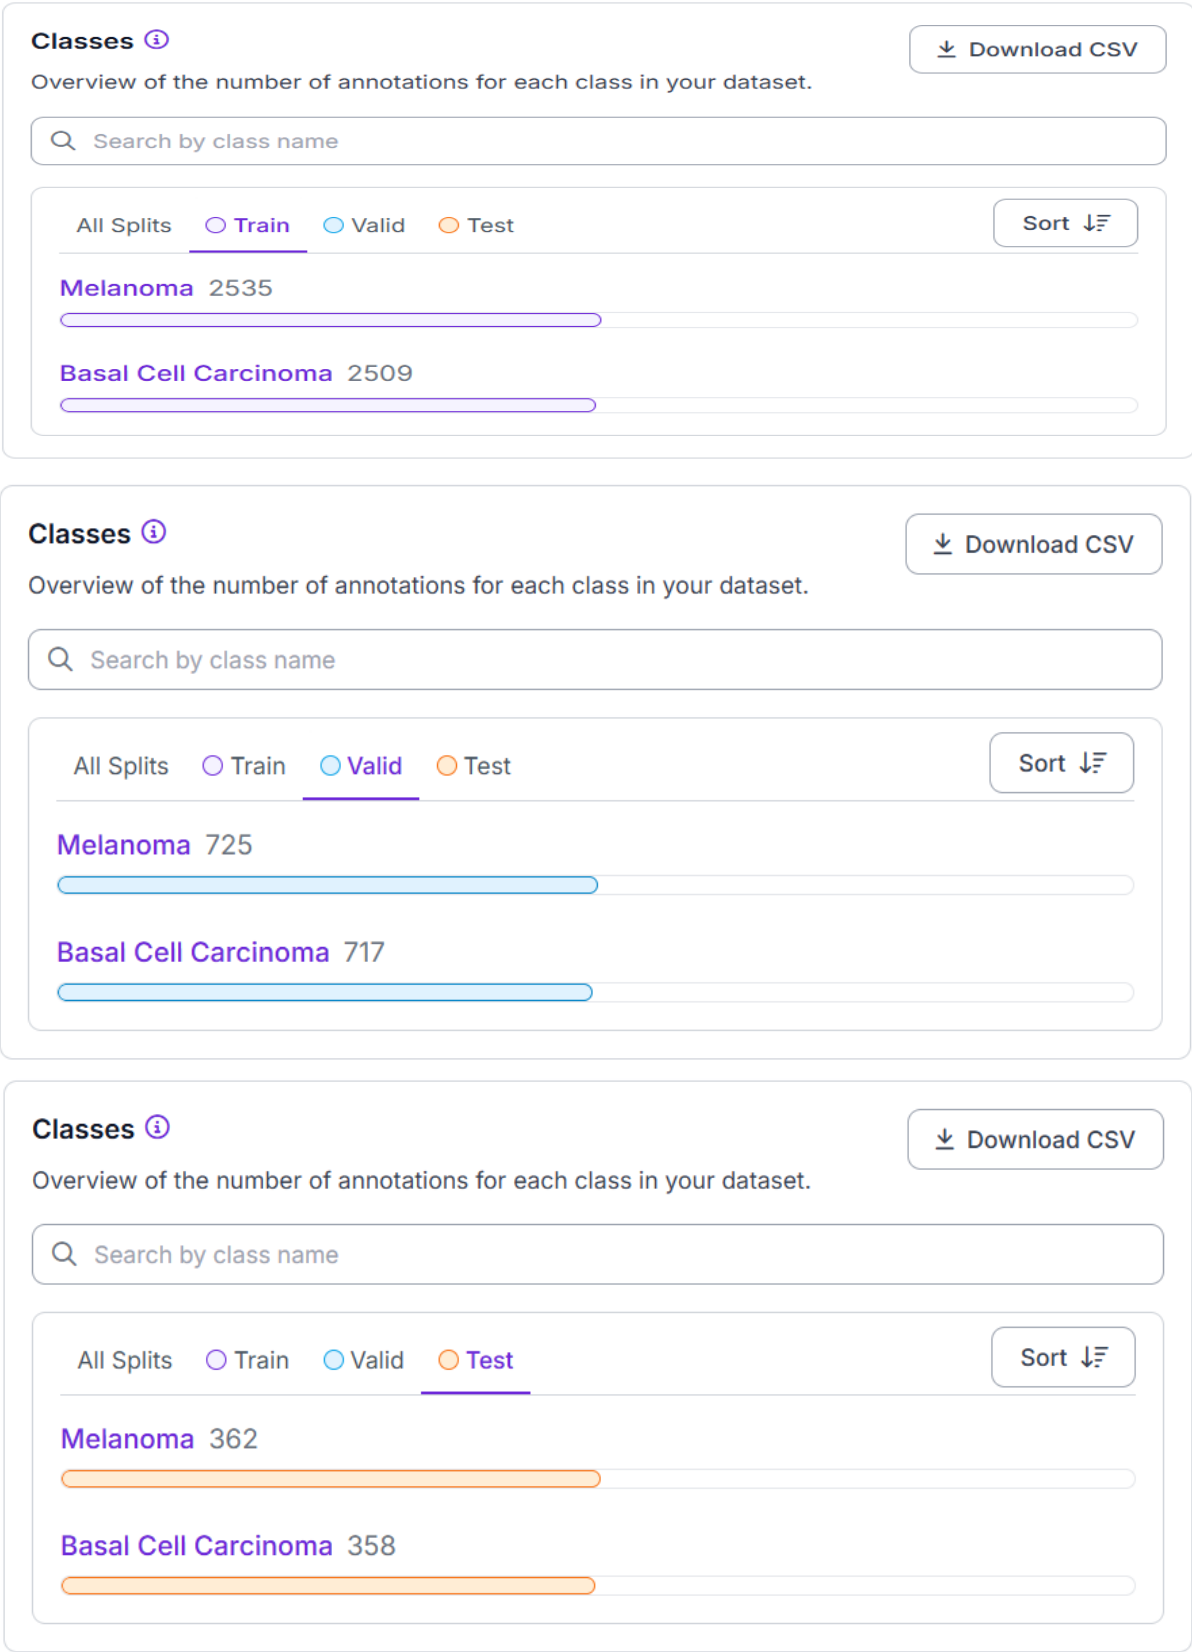 Classes
Download CSV
Overview of the number of annotations for each class in your dataset.
Search by class name
All Splits Train Valid Test Sort
Melanoma 2535
Basal Cell Carcinoma 2509
Classes
Download CSV
Overview of the number of annotations for each class in your dataset.
Search by class name
All Splits Train Valid Test Sort
Melanoma 725
Basal Cell Carcinoma 717
Classes
Download CSV
Overview of the number of annotations for each class in your dataset.
Search by class name
All Splits Train Valid Test Sort
Melanoma 362
Basal Cell Carcinoma 358